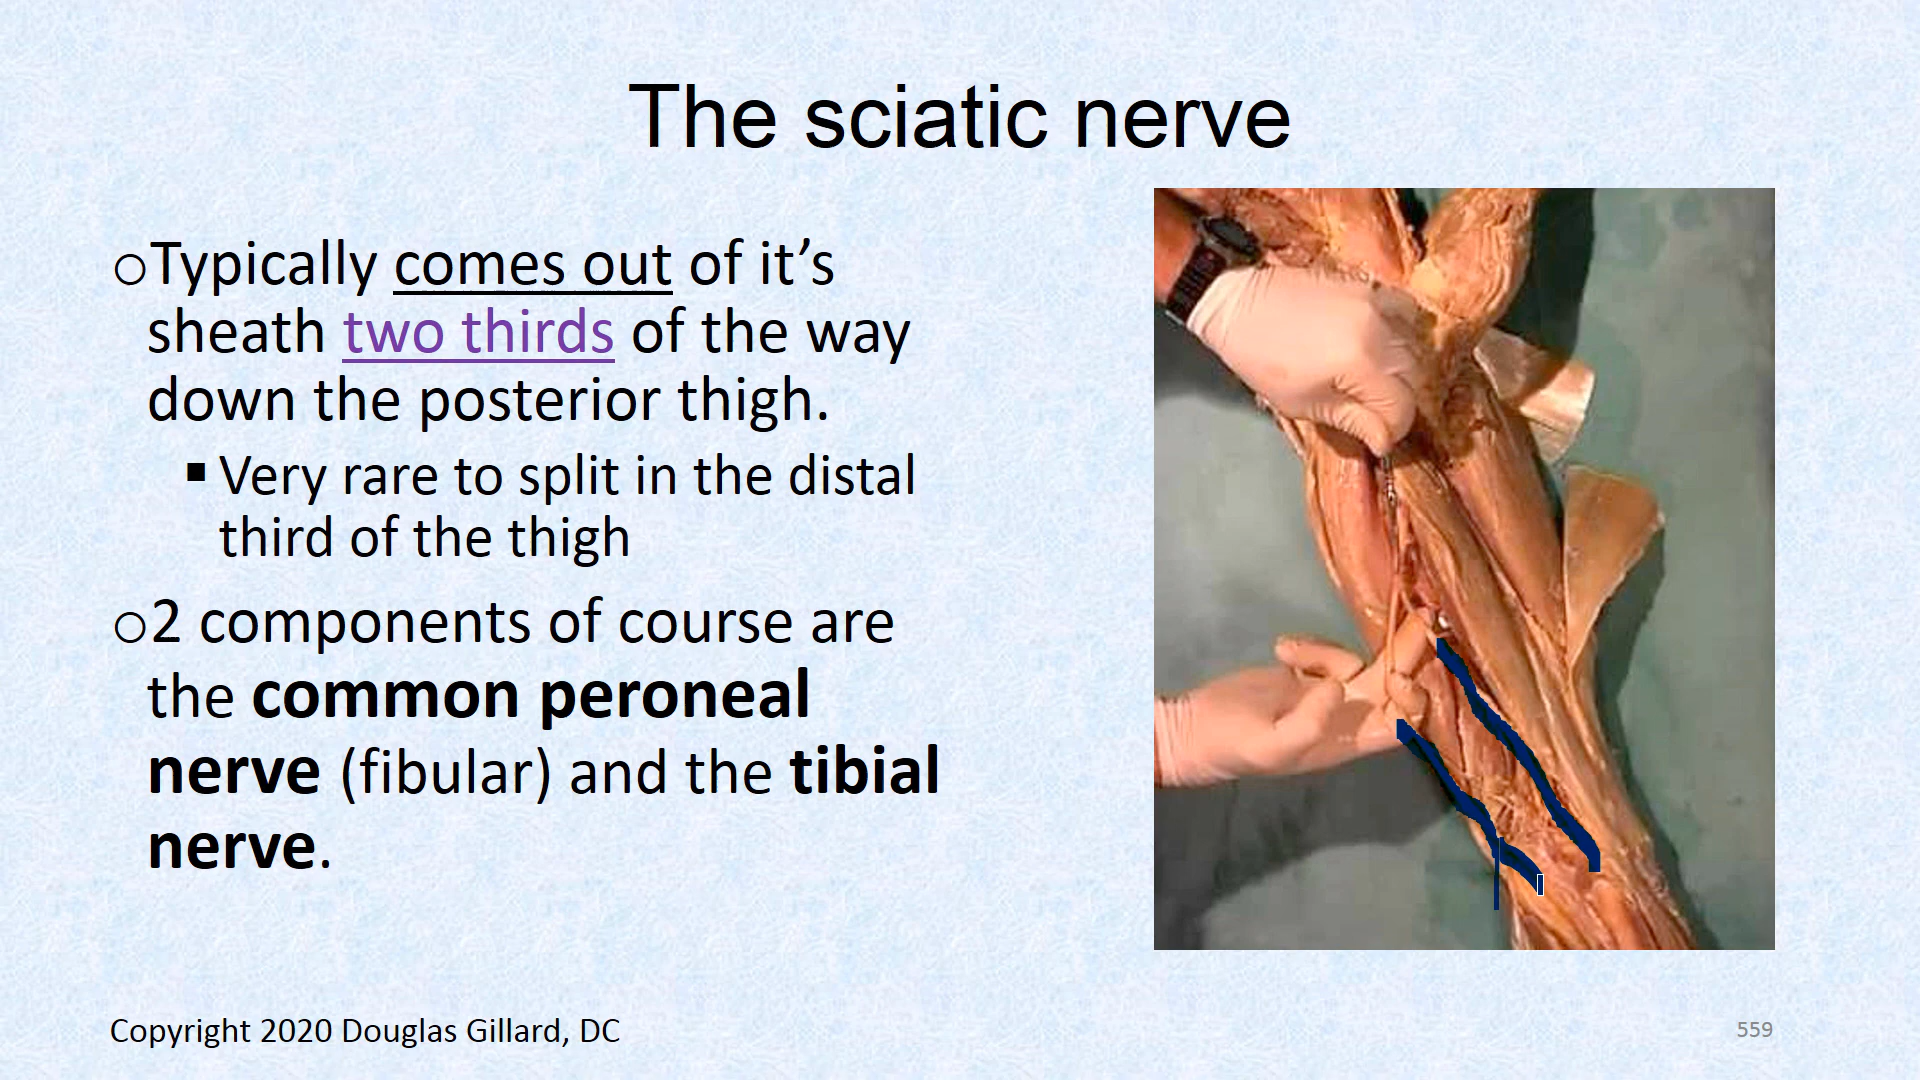 The sciatic nerve
oTypically comes out of it’s
sheath two thirds of the way
down the posterior thigh.
▪ Very rare to split in the distal
third of the thigh
o2 components of course are
the common peroneal
nerve (fibular) and the tibial
nerve.
Copyright 2020 Douglas Gillard, DC
559